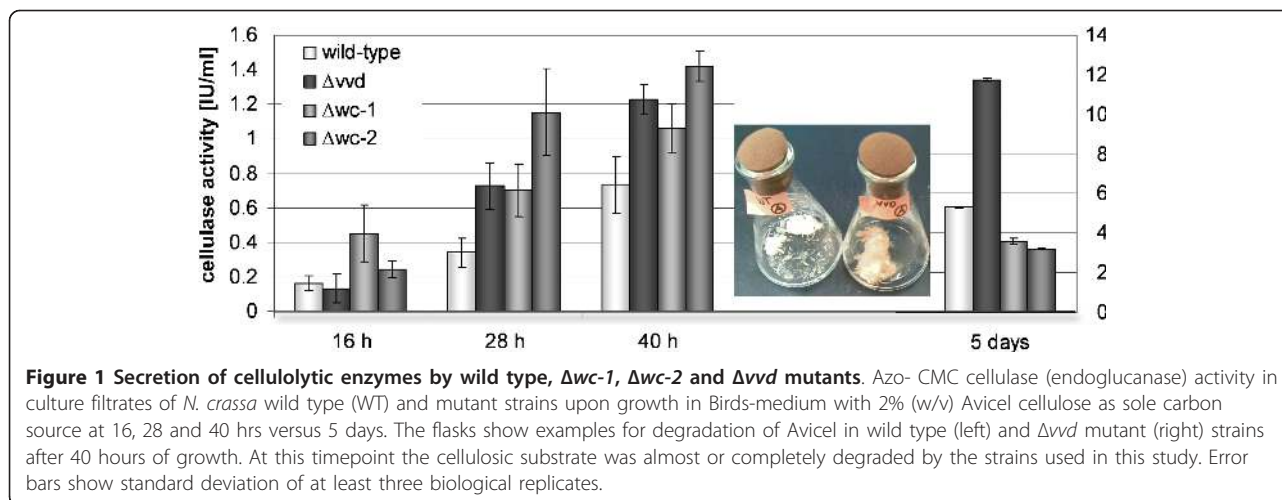 1.6
1.4
1.2
1
0.8
0.6
0.4
0.2
0
cellulase activity [IU/ml]
wild-type
Δvvd
Δwc-1
Δwc-2
14
12
10
8
6
4
2
0
16 h
28 h
40 h
5 days
Figure 1 Secretion of cellulolytic enzymes by wild type, Δwc-1, Δwc-2 and Δvvd mutants. Azo- CMC cellulase (endoglucanase) activity in
culture filtrates of N. crassa wild type (WT) and mutant strains upon growth in Birds-medium with 2% (w/v) Avicel cellulose as sole carbon
source at 16, 28 and 40 hrs versus 5 days. The flasks show examples for degradation of Avicel in wild type (left) and Δvvd mutant (right) strains
after 40 hours of growth. At this timepoint the cellulosic substrate was almost or completely degraded by the strains used in this study. Error
bars show standard deviation of at least three biological replicates.